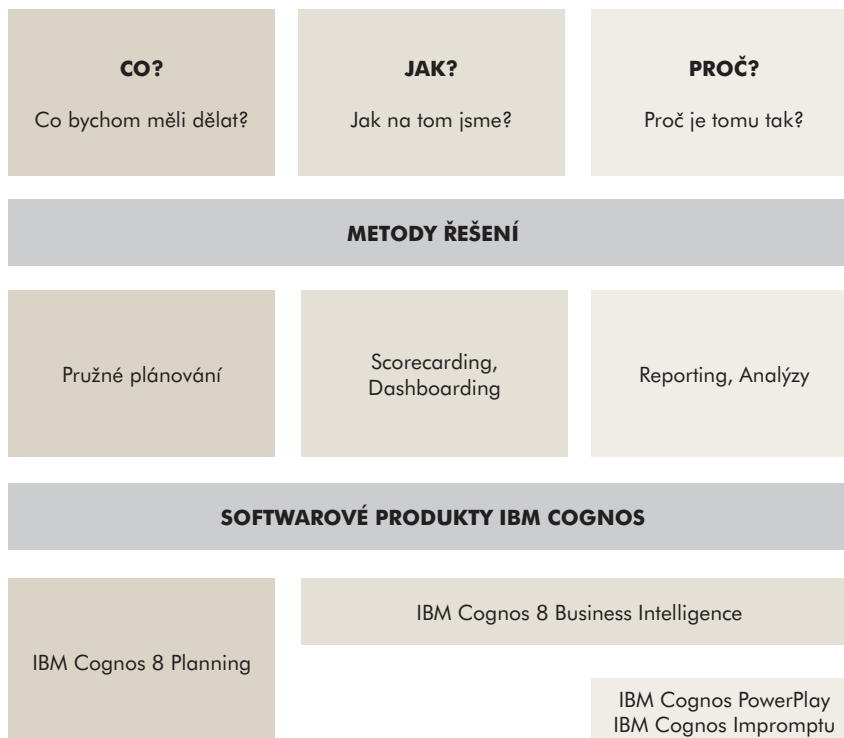 CO?
Co bychom měli dělat?
JAK?
Jak na tom jsme?
PROČ?
Proč je tomu tak?
METODY ŘEŠENÍ
Pružné plánování
Scorecarding,
Dashboarding
Reporting, Analýzy
SOFTWAROVÉ PRODUKTY IBM COGNOS
IBM Cognos 8 Planning
IBM Cognos 8 Business Intelligence
IBM Cognos PowerPlay
IBM Cognos Impromptu